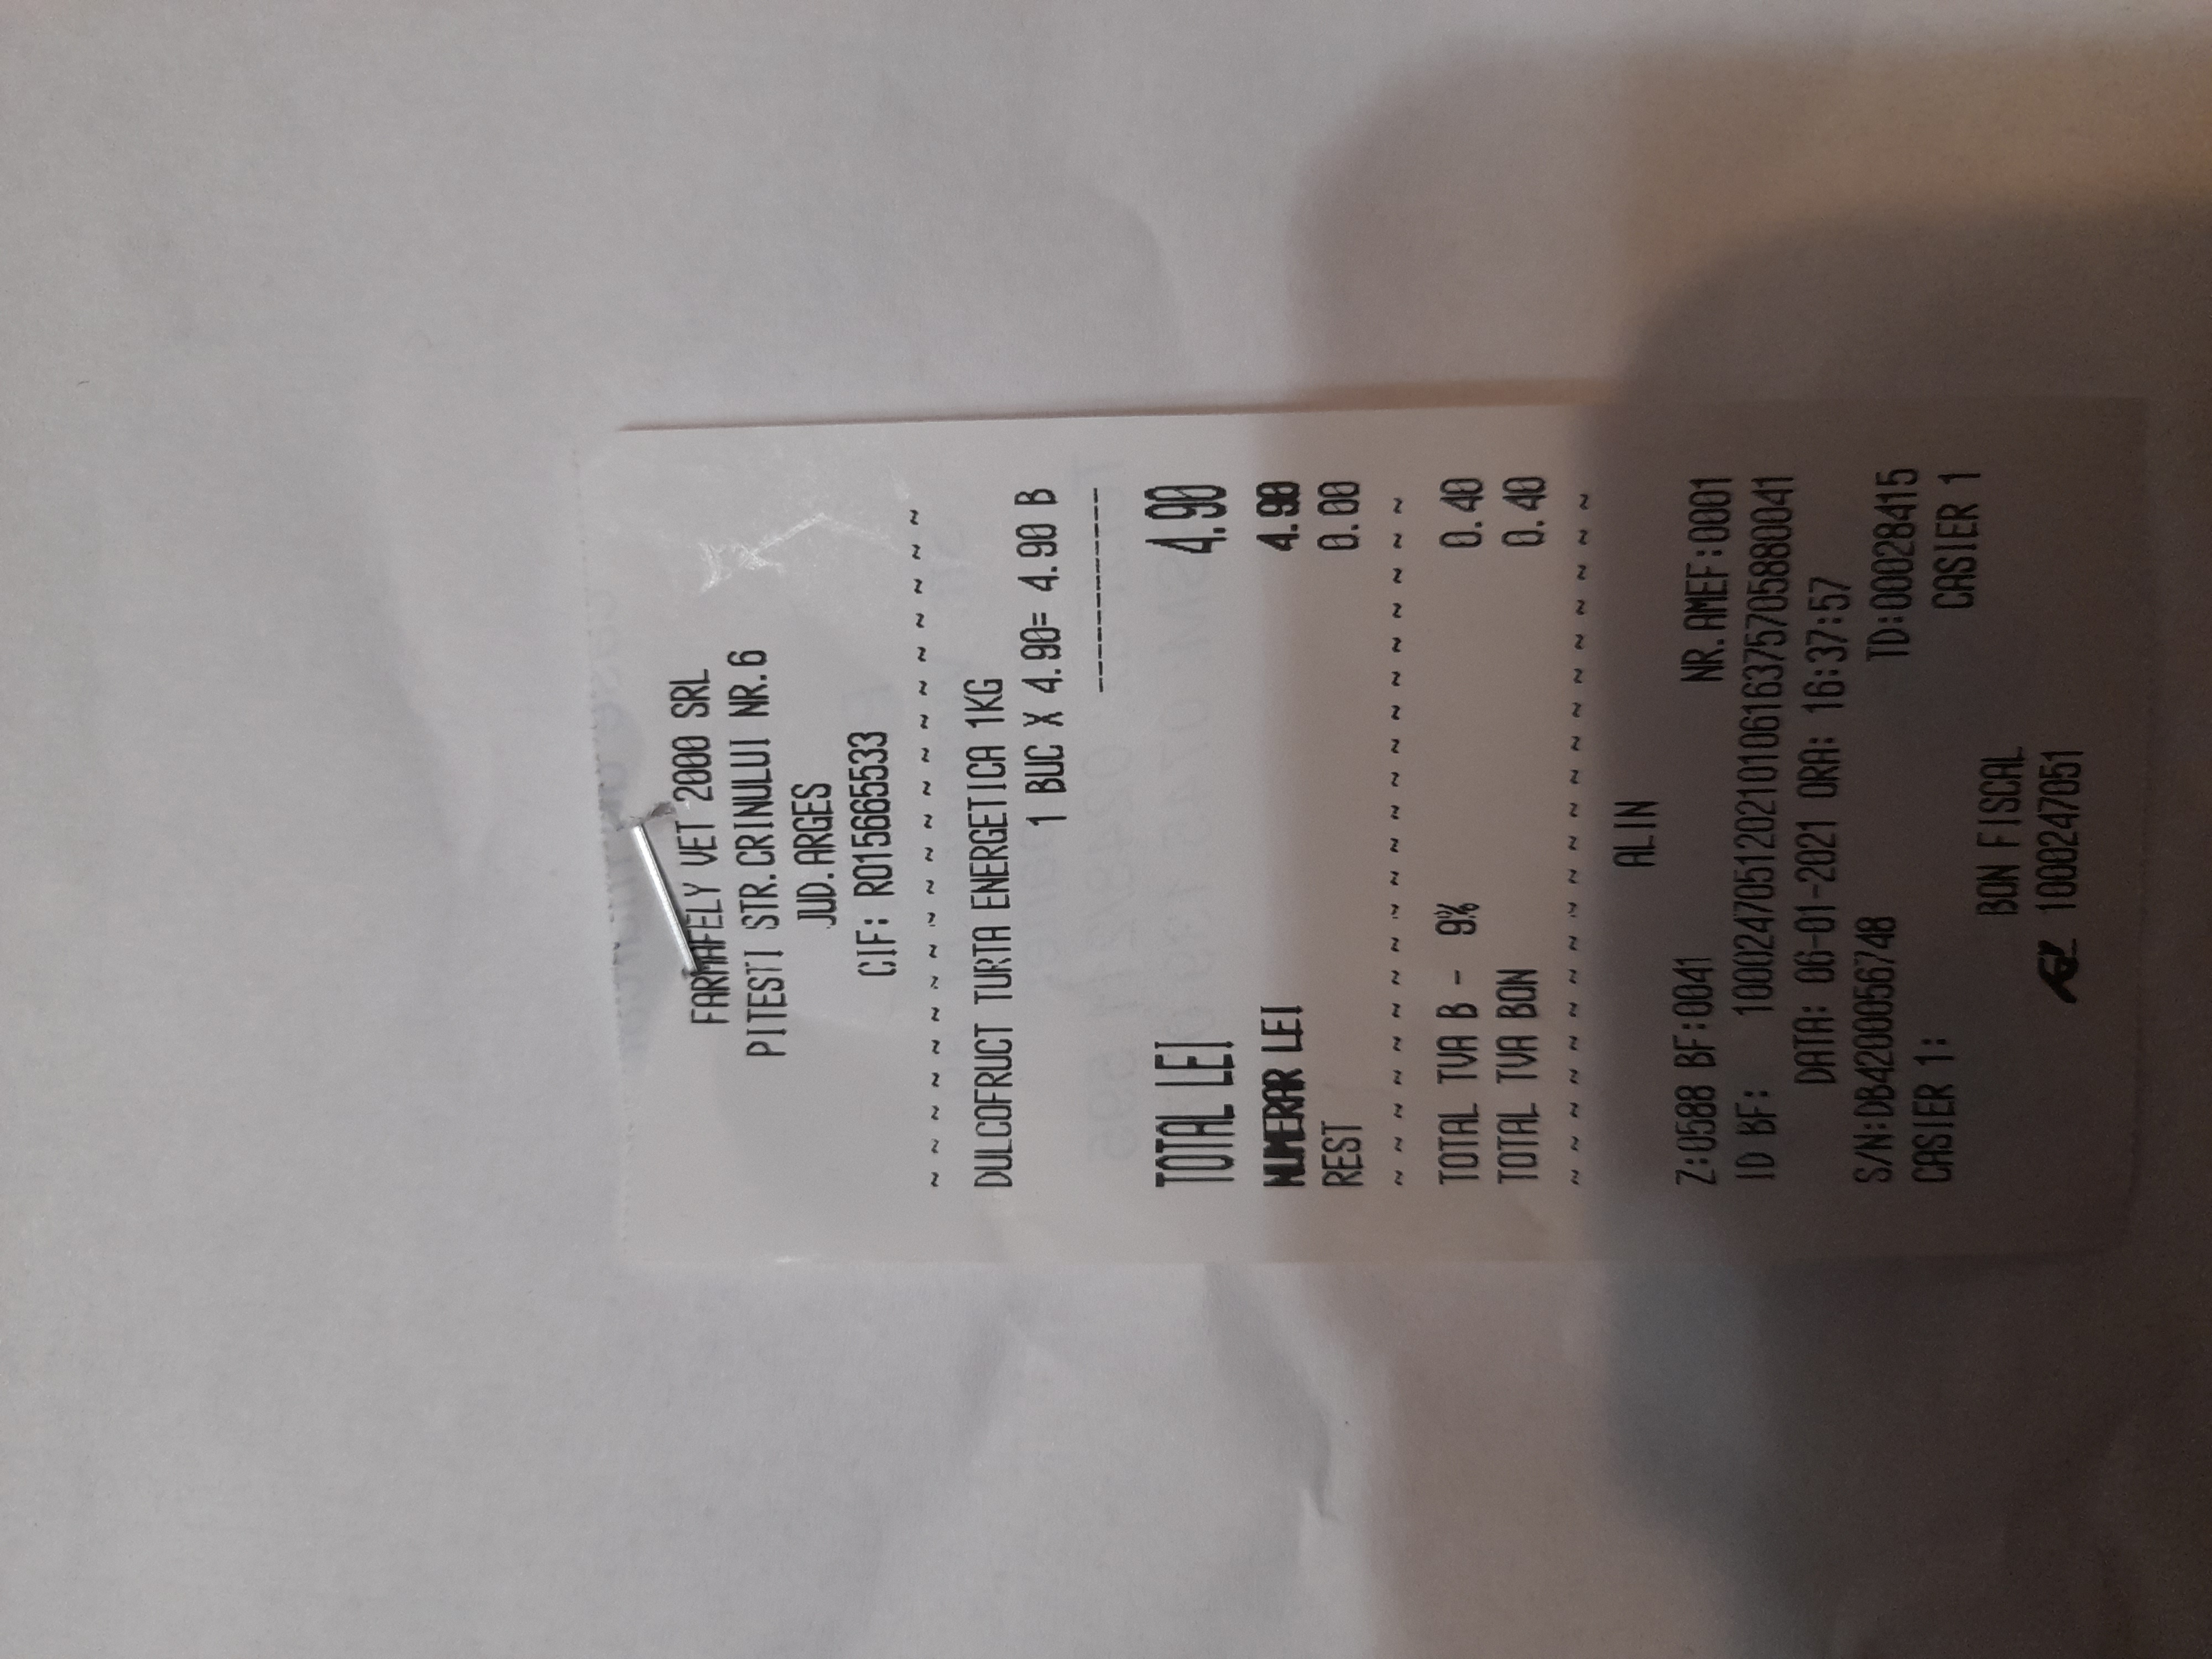 FARMAFELY VET 2000 SRL
PITESTI STR.CRINULUI NR.6
JUD.ARGES
CIF: RO15665533
~ ~ ~ ~ ~ ~ ~ ~ ~ ~ ~ ~ ~ ~ ~ ~ ~ ~ ~ ~
DULCOFRUCT TURTA ENERGETICA 1KG
1 BUC X 4.90= 4.90 B
------------
TOTAL LEI 4.90
NUMERAR LEI 4.90
REST 0.00
~ ~ ~ ~ ~ ~ ~ ~ ~ ~ ~ ~ ~ ~ ~ ~ ~ ~ ~ ~ ~
TOTAL TVA B - 9% 0.40
TOTAL TVA BON 0.40
~ ~ ~ ~ ~ ~ ~ ~ ~ ~ ~ ~ ~ ~ ~ ~ ~ ~ ~ ~ ~
ALIN
Z:0588 BF:0041 NR.AMEF:0001
ID BF: 10002470512021010616375705880041
DATA: 06-01-2021 ORA: 16:37:57
S/N:DB4200056748 TD:00028415
CASIER 1: CASIER 1
BON FISCAL
1000247051